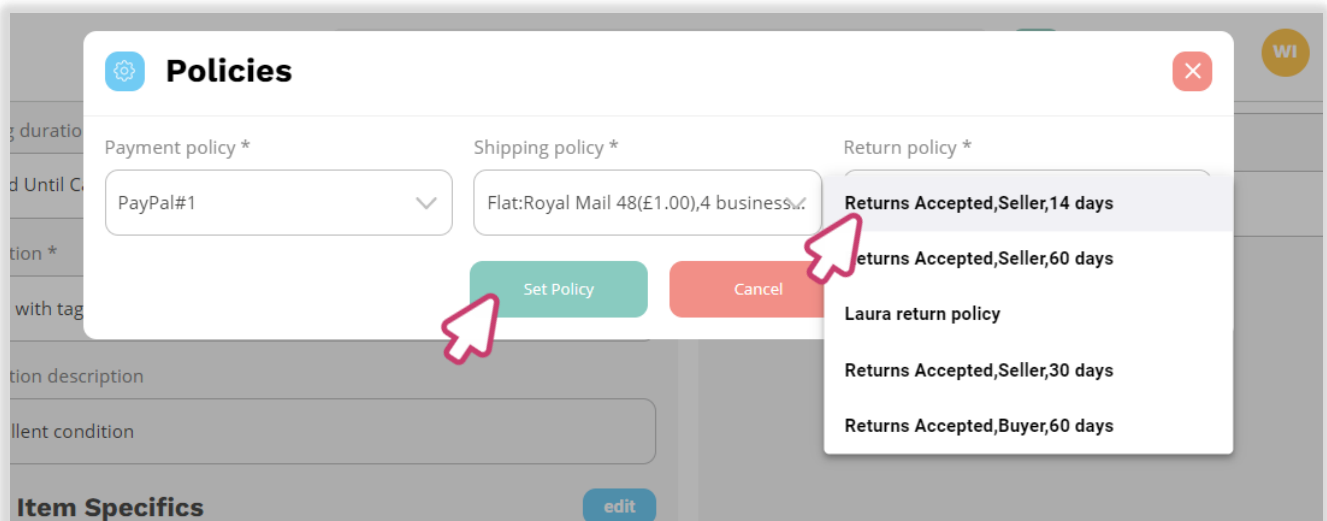 WI
Policies
g duratio
Payment policy *
Shipping policy *
Return policy *
d Until Ca
PayPal#1
Flat:Royal Mail 48(£1.00),4 business...
Returns Accepted,Seller,14 days
tion *
Returns Accepted,Seller,60 days
Set Policy
Cancel
with tag
Laura return policy
tion description
Returns Accepted,Seller,30 days
llent condition
Returns Accepted,Buyer,60 days
Item Specifics
edit